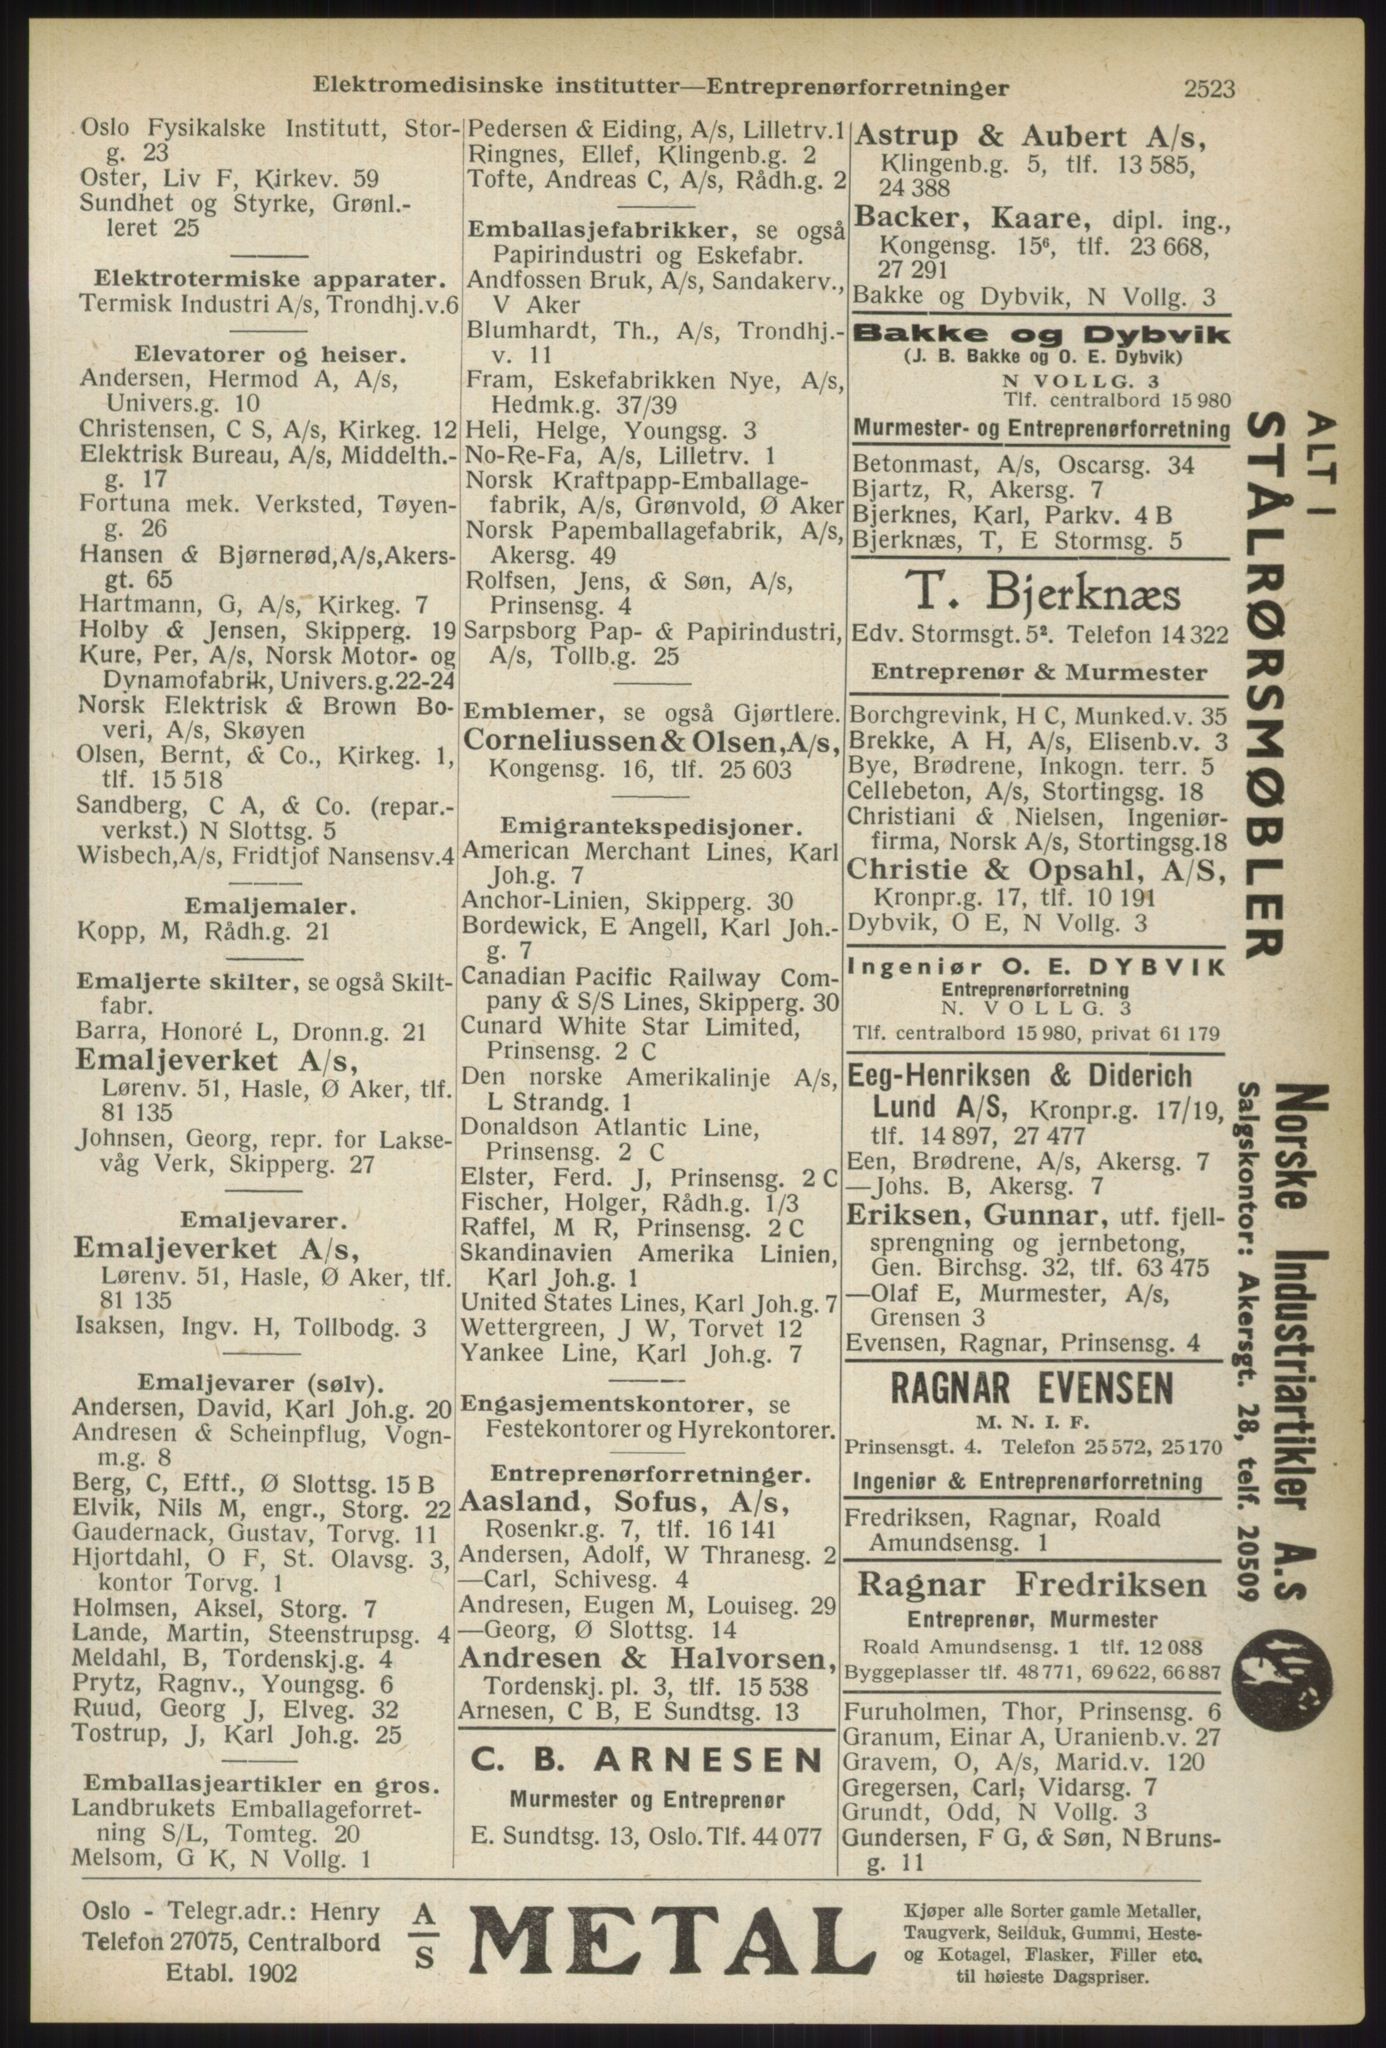 Elektromedisinske institutter—Entreprenørforretninger 2523
Oslo Fysikalske Institutt, Stor-
g. 23
Oster, Liv F, Kirkev. 59
Sundhet og Styrke, Grønl.-
leret 25
Elektrotermiske apparater.
Termisk Industri A/s, Trondhj.v.6
Elevatorer og heiser.
Andersen, Hermod A, A/s,
Univers.g. 10
Christensen, C S, A/s, Kirkeg. 12
Elektrisk Bureau, A/s, Middelth.-
g. 17
Fortuna mek. Verksted, Tøyen-
g. 26
Hansen & Bjørnerød,A/s,Akers-
gt. 65
Hartmann, G, A/s, Kirkeg. 7
Holby & Jensen, Skipperg. 19
Kure, Per, A/s, Norsk Motor- og
Dynamofabrik, Univers.g.22-24
Norsk Elektrisk & Brown Bo-
veri, A/s, Skøyen
Olsen, Bernt, & Co., Kirkeg. 1,
tlf. 15 518
Sandberg, C A, & Co. (repar.-
verkst.) N Slottsg. 5
Wisbech,A/s, Fridtjof Nansensv.4
Emaljemaler.
Kopp, M, Rådh.g. 21
Emaljerte skilter, se også Skilt-
fabr.
Barra, Honoré L, Dronn.g. 21
Emaljeverket A/s,
Lørenv. 51, Hasle, Ø Aker, tlf.
81 135
Johnsen, Georg, repr. for Lakse-
våg Verk, Skipperg. 27
Emaljevarer.
Emaljeverket A/s,
Lørenv. 51, Hasle, Ø Aker, tlf.
81 135
Isaksen, Ingv. H, Tollbodg. 3
Emaljevarer (sølv).
Andersen, David, Karl Joh.g. 20
Andresen & Scheinpflug, Vogn-
m.g. 8
Berg, C, Eftf., Ø Slottsg. 15 B
Elvik, Nils M, engr., Storg. 22
Gaudernack, Gustav, Torvg. 11
Hjortdahl, O F, St. Olavsg. 3,
kontor Torvg. 1
Holmsen, Aksel, Storg. 7
Lande, Martin, Steenstrupsg. 4
Meldahl, B, Tordenskj.g. 4
Prytz, Ragnv., Youngsg. 6
Ruud, Georg J, Elveg. 32
Tostrup, J, Karl Joh.g. 25
Emballasjeartikler en gros.
Landbrukets Emballageforret-
ning S/L, Tomteg. 20
Melsom, G K, N Vollg. 1
Pedersen & Eiding, A/s, Lilletrv.1
Ringnes, Ellef, Klingenb.g. 2
Tofte, Andreas C, A/s, Rådh.g. 2
Emballasjefabrikker, se også
Papirindustri og Eskefabr.
Andfossen Bruk, A/s, Sandakerv.,
V Aker
Blumhardt, Th., A/s, Trondhj.-
v. 11
Fram, Eskefabrikken Nye, A/s,
Hedmk.g. 37/39
Heli, Helge, Youngsg. 3
No-Re-Fa, A/s, Lilletrv. 1
Norsk Kraftpapp-Emballage-
fabrik, A/s, Grønvold, Ø Aker
Norsk Papemballagefabrik, A/s,
Akersg. 49
Rolfsen, Jens, & Søn, A/s,
Prinsensg. 4
Sarpsborg Pap- & Papirindustri,
A/s, Tollb.g. 25
Emblemer, se også Gjørtlere.
Corneliussen & Olsen, A/s,
Kongensg. 16, tlf. 25 603
Emigrantekspedisjoner.
American Merchant Lines, Karl
Joh.g. 7
Anchor-Linien, Skipperg. 30
Bordewick, E Angell, Karl Joh.-
g. 7
Canadian Pacific Railway Com-
pany & S/S Lines, Skipperg. 30
Cunard White Star Limited,
Prinsensg. 2 C
Den norske Amerikalinje A/s,
L Strandg. 1
Donaldson Atlantic Line,
Prinsensg. 2 C
Elster, Ferd. J, Prinsensg. 2 C
Fischer, Holger, Rådh.g. 1/3
Raffel, M R, Prinsensg. 2 C
Skandinavien Amerika Linien,
Karl Joh.g. 1
United States Lines, Karl Joh.g. 7
Wettergreen, J W, Torvet 12
Yankee Line, Karl Joh.g. 7
Engasjementskontorer, se
Festekontorer og Hyrekontorer.
Entreprenørforretninger.
Aasland, Sofus, A/s,
Rosenkr.g. 7, tlf. 16 141
Andersen, Adolf, W Thranesg. 2
—Carl, Schivesg. 4
Andresen, Eugen M, Louiseg. 29
—Georg, Ø Slottsg. 14
Andresen & Halvorsen,
Tordenskj. pl. 3, tlf. 15 538
Arnesen, C B, E Sundtsg. 13
C. B. ARNESEN
Murmester og Entreprenør
E. Sundtsg. 13, Oslo. Tlf. 44 077
Astrup & Aubert A/s,
Klingenb.g. 5, tlf. 13 585,
24 388
Backer, Kaare, dipl. ing.,
Kongensg. 15⁶, tlf. 23 668,
27 291
Bakke og Dybvik, N Vollg. 3
Bakke og Dybvik
(J. B. Bakke og O. E. Dybvik)
N VOLLG. 3
Tlf. centralbord 15 980
Murmester- og Entreprenørforretning
Betonmast, A/s, Oscarsg. 34
Bjartz, R, Akersg. 7
Bjerknes, Karl, Parkv. 4 B
Bjerknæs, T, E Stormsg. 5
T. Bjerknæs
Edv. Stormsgt. 5². Telefon 14 322
Entreprenør & Murmester
Borchgrevink, H C, Munked.v. 35
Brekke, A H, A/s, Elisenb.v. 3
Bye, Brødrene, Inkogn. terr. 5
Cellebeton, A/s, Stortingsg. 18
Christiani & Nielsen, Ingeniør-
firma, Norsk A/s, Stortingsg.18
Christie & Opsahl, A/S,
Kronpr.g. 17, tlf. 10 191
Dybvik, O E, N Vollg. 3
Ingeniør O. E. DYBVIK
Entreprenørforretning
N. VOLLG. 3
Tlf. centralbord 15 980, privat 61 179
Eeg-Henriksen & Diderich
Lund A/S, Kronpr.g. 17/19,
tlf. 14 897, 27 477
Een, Brødrene, A/s, Akersg. 7
—Johs. B, Akersg. 7
Eriksen, Gunnar, utf. fjell-
sprengning og jernbetong,
Gen. Birchsg. 32, tlf. 63 475
—Olaf E, Murmester, A/s,
Grensen 3
Evensen, Ragnar, Prinsensg. 4
RAGNAR EVENSEN
M. N. I. F.
Prinsensgt. 4. Telefon 25 572, 25 170
Ingeniør & Entreprenørforretning
Fredriksen, Ragnar, Roald
Amundsensg. 1
Ragnar Fredriksen
Entreprenør, Murmester
Roald Amundsensg. 1 tlf. 12 088
Byggeplasser tlf. 48 771, 69 622, 66 887
Furuholmen, Thor, Prinsensg. 6
Granum, Einar A, Uranienb.v. 27
Gravem, O, A/s, Marid.v. 120
Gregersen, Carl, Vidarsg. 7
Grundt, Odd, N Vollg. 3
Gundersen, F G, & Søn, N Bruns-
g. 11
ALT I
STÅLRØRSMØBLER
Norske Industriartikler A.S
Salgskontor: Akersgt. 28, telf. 20509
Oslo - Telegr.adr.: Henry
Telefon 27075, Centralbord
Etabl. 1902
A/S METAL
Kjøper alle Sorter gamle Metaller,
Taugverk, Seilduk, Gummi, Heste-
og Kotagel, Flasker, Filler etc.
til høieste Dagspriser.